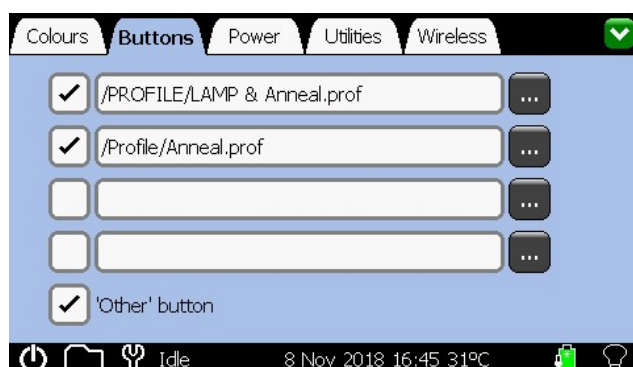 Colours Buttons Power Utilities Wireless
/PROFILE/LAMP & Anneal.prof ...
/Profile/Anneal.prof ...
...
...
'Other' button
Idle 8 Nov 2018 16:45 31ºC